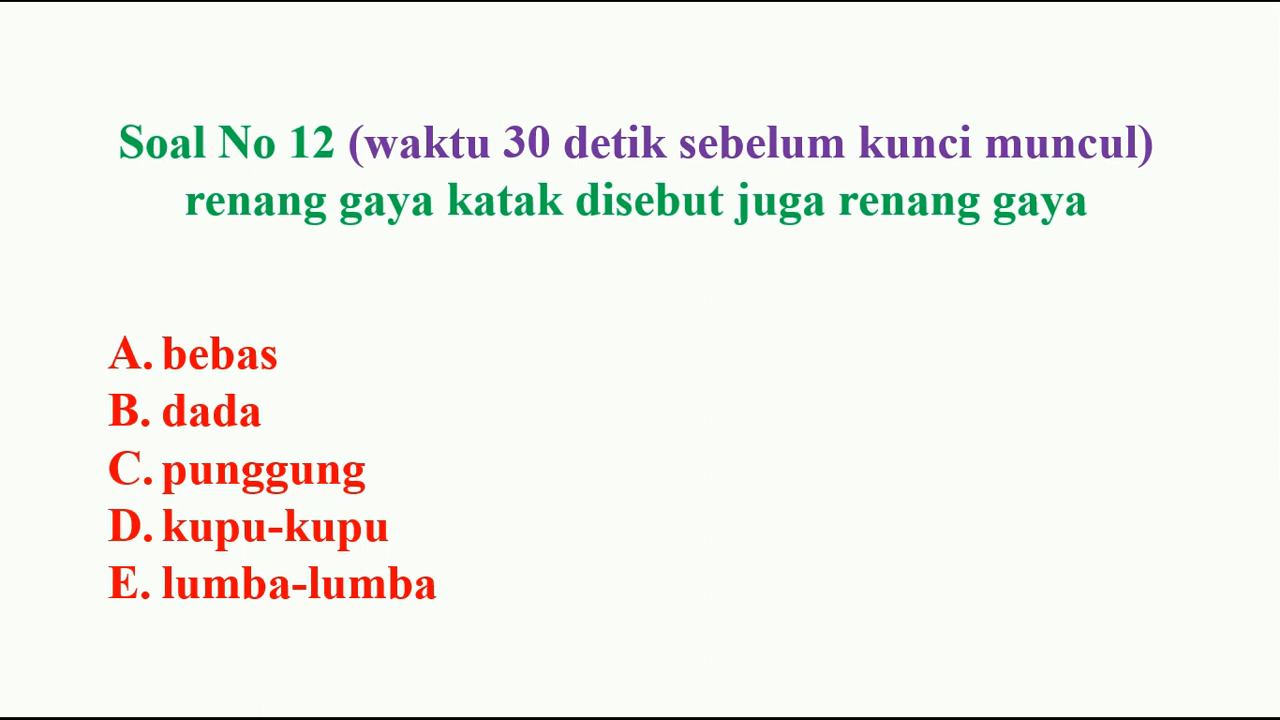 Soal No 12 (waktu 30 detik sebelum kunci muncul)
renang gaya katak disebut juga renang gaya
A. bebas
B. dada
C. punggung
D. kupu-kupu
E. lumba-lumba